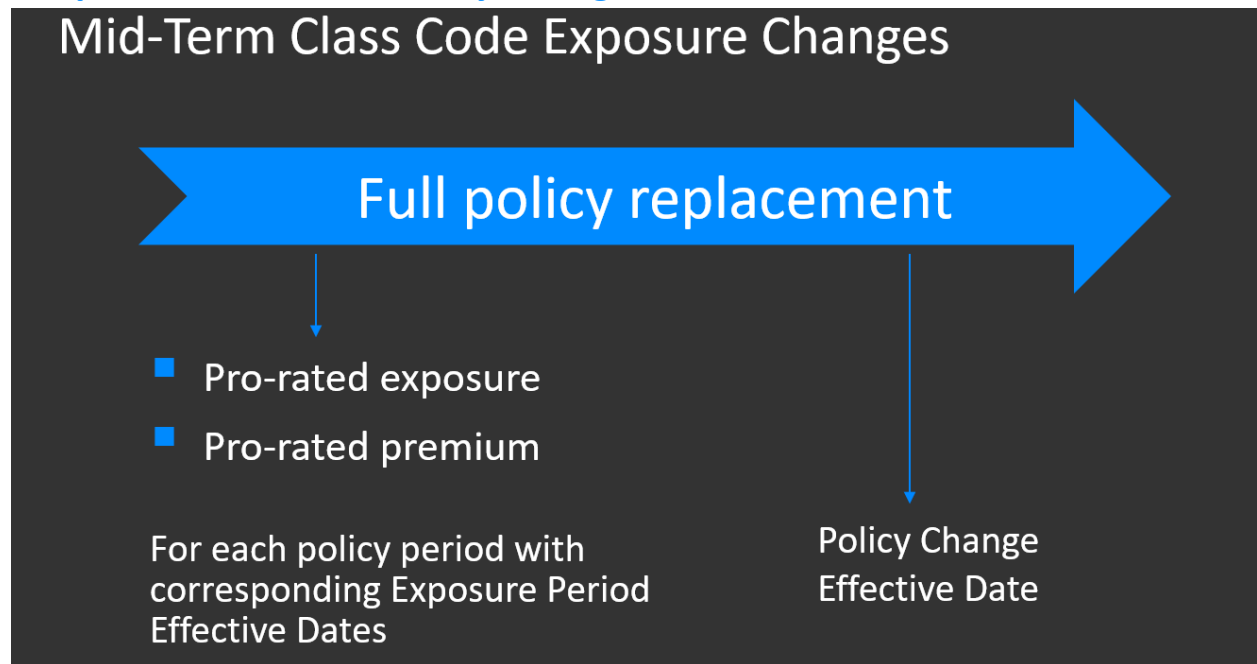 Mid-Term Class Code Exposure Changes
Full policy replacement
Pro-rated exposure
Pro-rated premium
For each policy period with
corresponding Exposure Period
Effective Dates
Policy Change
Effective Date